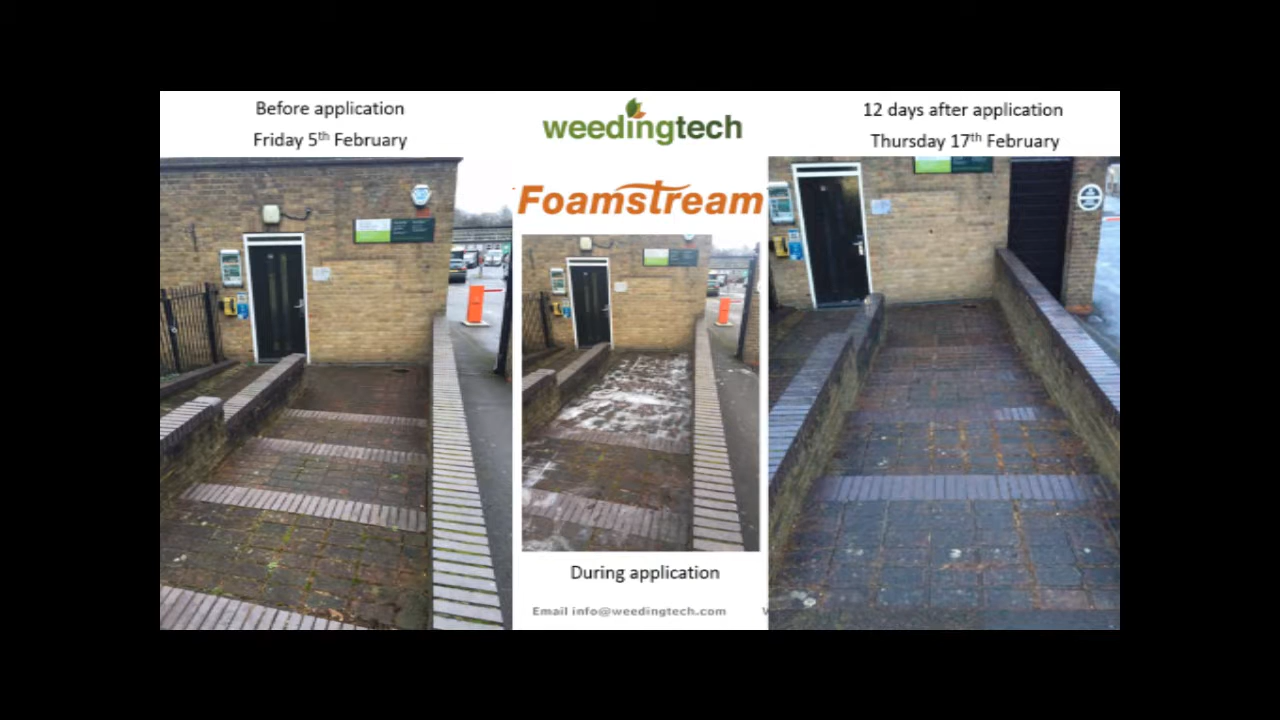 Before application
Friday 5th February
weedingtech
Foamstream
During application
Email info@weedingtech.com
12 days after application
Thursday 17th February